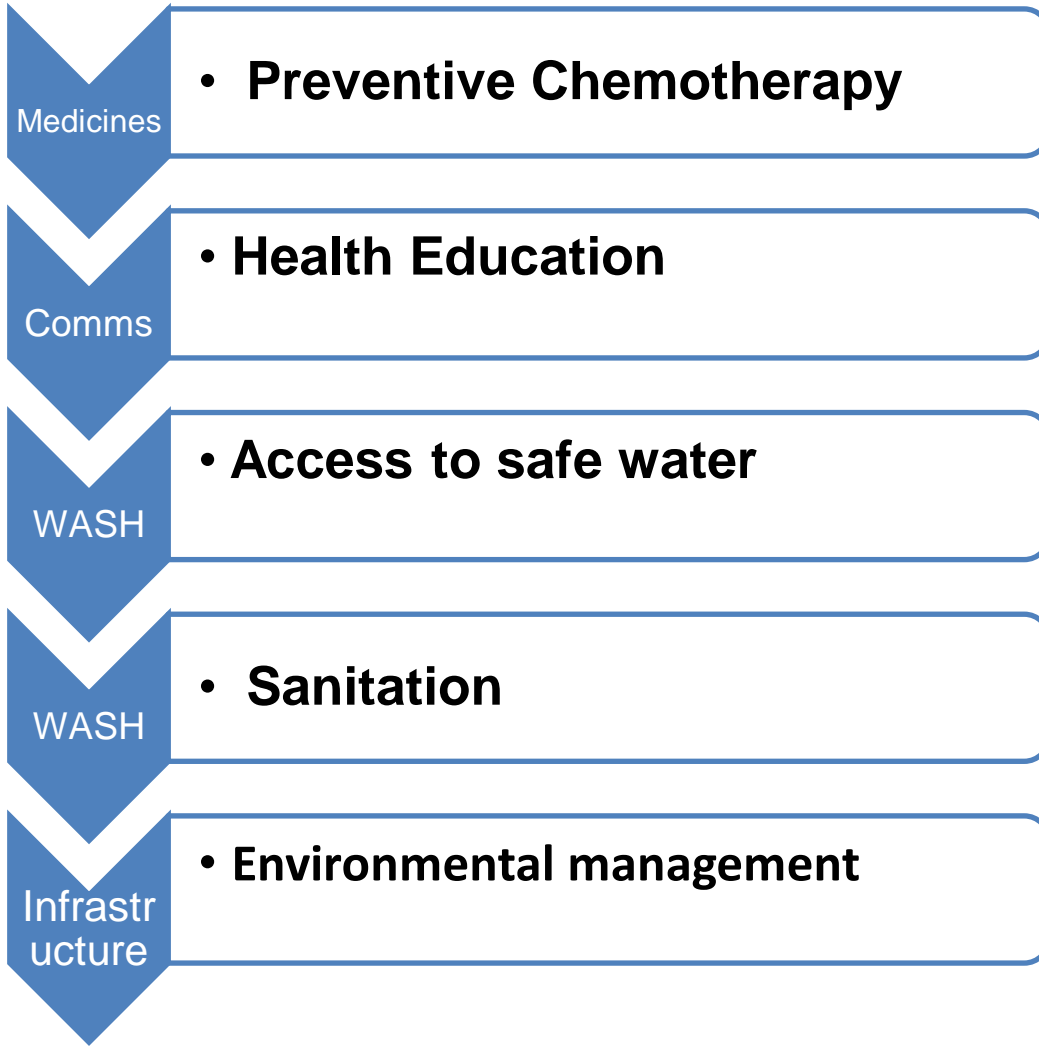 Medicines
• Preventive Chemotherapy
Comms
• Health Education
WASH
• Access to safe water
WASH
• Sanitation
Infrastr
ucture
• Environmental management